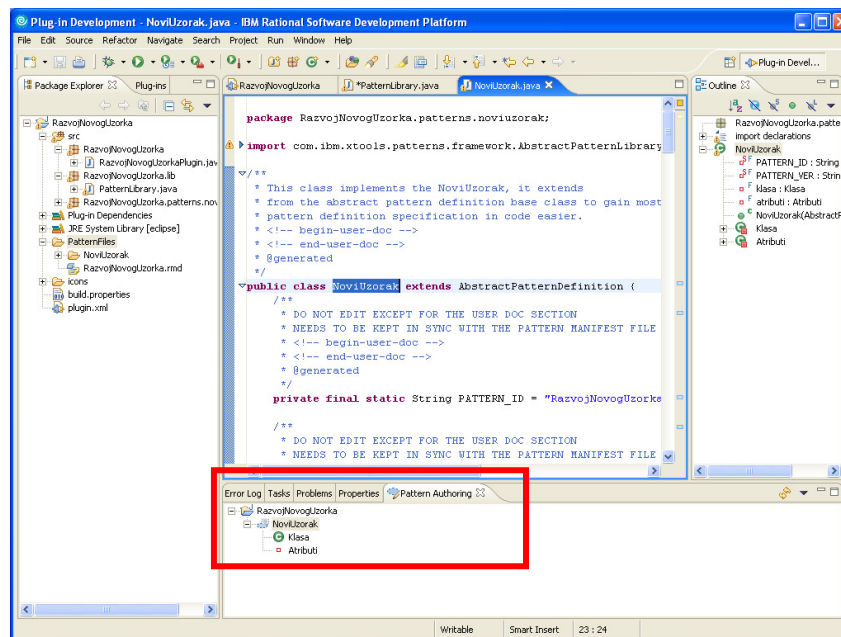 Plug-in Development - NoviUzorak.java - IBM Rational Software Development Platform
File Edit Source Refactor Navigate Search Project Run Window Help
Plug-in Devel...
Package Explorer Plug-ins
RazvojNovogUzorka
src
RazvojNovogUzorka
RazvojNovogUzorkaPlugin.jav
RazvojNovogUzorka.lib
PatternLibrary.java
RazvojNovogUzorka.patterns.nov
Plug-in Dependencies
JRE System Library [eclipse]
PatternFiles
NoviUzorak
RazvojNovogUzorka.rmd
icons
build.properties
plugin.xml
RazvojNovogUzorka *PatternLibrary.java NoviUzorak.java
package RazvojNovogUzorka.patterns.noviuzorak;
import com.ibm.xtools.patterns.framework.AbstractPatternLibrary
/**
* This class implements the NoviUzorak, it extends
* from the abstract pattern definition base class to gain most
* pattern definition specification in code easier.
* <!-- begin-user-doc -->
* <!-- end-user-doc -->
* @generated
*/
public class NoviUzorak extends AbstractPatternDefinition {
/**
* DO NOT EDIT EXCEPT FOR THE USER DOC SECTION
* NEEDS TO BE KEPT IN SYNC WITH THE PATTERN MANIFEST FILE
* <!-- begin-user-doc -->
* <!-- end-user-doc -->
* @generated
*/
private final static String PATTERN_ID = "RazvojNovogUzorka
/**
* DO NOT EDIT EXCEPT FOR THE USER DOC SECTION
* NEEDS TO BE KEPT IN SYNC WITH THE PATTERN MANIFEST FILE
Outline
RazvojNovogUzorka.patte
import declarations
NoviUzorak
PATTERN_ID : String
PATTERN_VER : Strin
klasa : Klasa
atributi : Atributi
NoviUzorak(AbstractP
Klasa
Atributi
Error Log Tasks Problems Properties Pattern Authoring
RazvojNovogUzorka
NoviUzorak
Klasa
Atributi
Writable Smart Insert 23 : 24